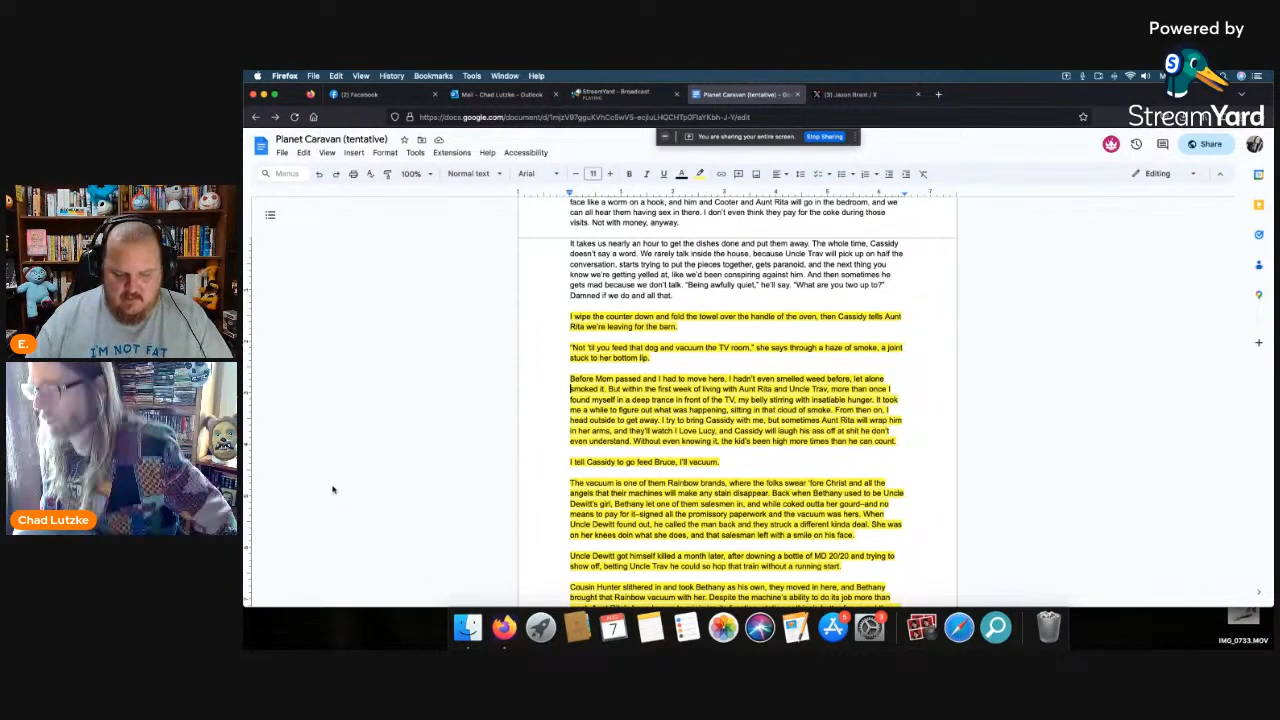 Powered by
StreamYard
Firefox File Edit View History Bookmarks Tools Window Help
(2) Facebook
Mail - Chad Lutzke - Outlook
StreamYard - Broadcast
PLAYING
Planet Caravan (tentative) - Go
(3) Jason Brant / X
You are sharing your entire screen.
Stop Sharing
Planet Caravan (tentative)
File Edit View Insert Format Tools Extensions Help Accessibility
Share
Menus
100%
Normal text
Arial
11
Editing
face like a worm on a hook, and him and Cooter and Aunt Rita will go in the bedroom, and we
can all hear them having sex in there. I don't even think they pay for the coke during those
visits. Not with money, anyway.
It takes us nearly an hour to get the dishes done and put them away. The whole time, Cassidy
doesn't say a word. We rarely talk inside the house, because Uncle Trav will pick up on half the
conversation, starts trying to put the pieces together, gets paranoid, and the next thing you
know we're getting yelled at, like we'd been conspiring against him. And then sometimes he
gets mad because we don't talk. "Being awfully quiet," he'll say. "What are you two up to?"
Damned if we do and all that.
I wipe the counter down and fold the towel over the handle of the oven, then Cassidy tells Aunt
Rita we're leaving for the barn.
"Not 'til you feed that dog and vacuum the TV room," she says through a haze of smoke, a joint
stuck to her bottom lip.
Before Mom passed and I had to move here, I hadn't even smelled weed before, let alone
smoked it. But within the first week of living with Aunt Rita and Uncle Trav, more than once I
found myself in a deep trance in front of the TV, my belly stirring with insatiable hunger. It took
me a while to figure out what was happening, sitting in that cloud of smoke. From then on, I
head outside to get away. I try to bring Cassidy with me, but sometimes Aunt Rita will wrap him
in her arms, and they'll watch I Love Lucy, and Cassidy will laugh his ass off at shit he don't
even understand. Without even knowing it, the kid's been high more times than he can count.
I tell Cassidy to go feed Bruce, I'll vacuum.
The vacuum is one of them Rainbow brands, where the folks swear 'fore Christ and all the
angels that their machines will make any stain disappear. Back when Bethany used to be Uncle
Dewitt's girl, Bethany let one of them salesmen in, and while coked outta her gourd–and no
means to pay for it–signed all the promissory paperwork and the vacuum was hers. When
Uncle Dewitt found out, he called the man back and they struck a different kinda deal. She was
on her knees doin what she does, and that salesman left with a smile on his face.
Uncle Dewitt got himself killed a month later, after downing a bottle of MD 20/20 and trying to
show off, betting Uncle Trav he could so hop that train without a running start.
Cousin Hunter slithered in and took Bethany as his own, they moved in here, and Bethany
brought that Rainbow vacuum with her. Despite the machine's ability to do its job more than
E.
I'M NOT FAT
Chad Lutzke
IMG_0733.MOV